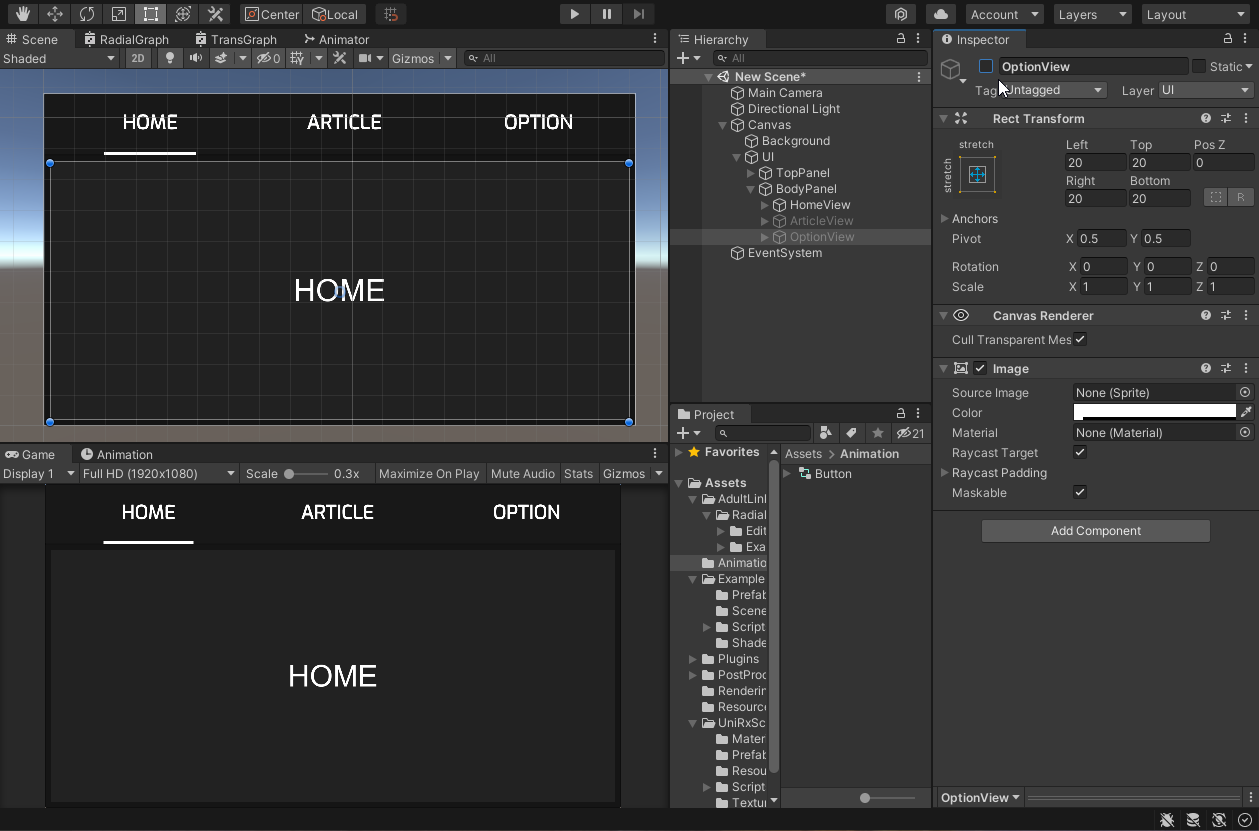 Center Local Account Layers Layout
Scene RadialGraph TransGraph Animator
Shaded 2D 0 Gizmos All
HOME ARTICLE OPTION
HOME
Game Animation
Display 1 Full HD (1920x1080) Scale 0.3x Maximize On Play Mute Audio Stats Gizmos
HOME ARTICLE OPTION
HOME
Hierarchy
All
New Scene*
Main Camera
Directional Light
Canvas
Background
UI
TopPanel
BodyPanel
HomeView
ArticleView
OptionView
EventSystem
Project
21
Favorites
Assets
AdultLinl
Radial
Edit
Exa
Animatio
Example
Prefab
Scene
Script
Shade
Plugins
PostProc
Renderin
Resource
UniRxSc
Mater
Prefab
Resou
Script
Textur
Assets > Animation
Button
Inspector
OptionView Static
Tag Untagged Layer UI
Rect Transform
stretch
stretch
Left Top Pos Z
20 20 0
Right Bottom
20 20 R
Anchors
Pivot X 0.5 Y 0.5
Rotation X 0 Y 0 Z 0
Scale X 1 Y 1 Z 1
Canvas Renderer
Cull Transparent Mes
Image
Source Image None (Sprite)
Color
Material None (Material)
Raycast Target
Raycast Padding
Maskable
Add Component
OptionView